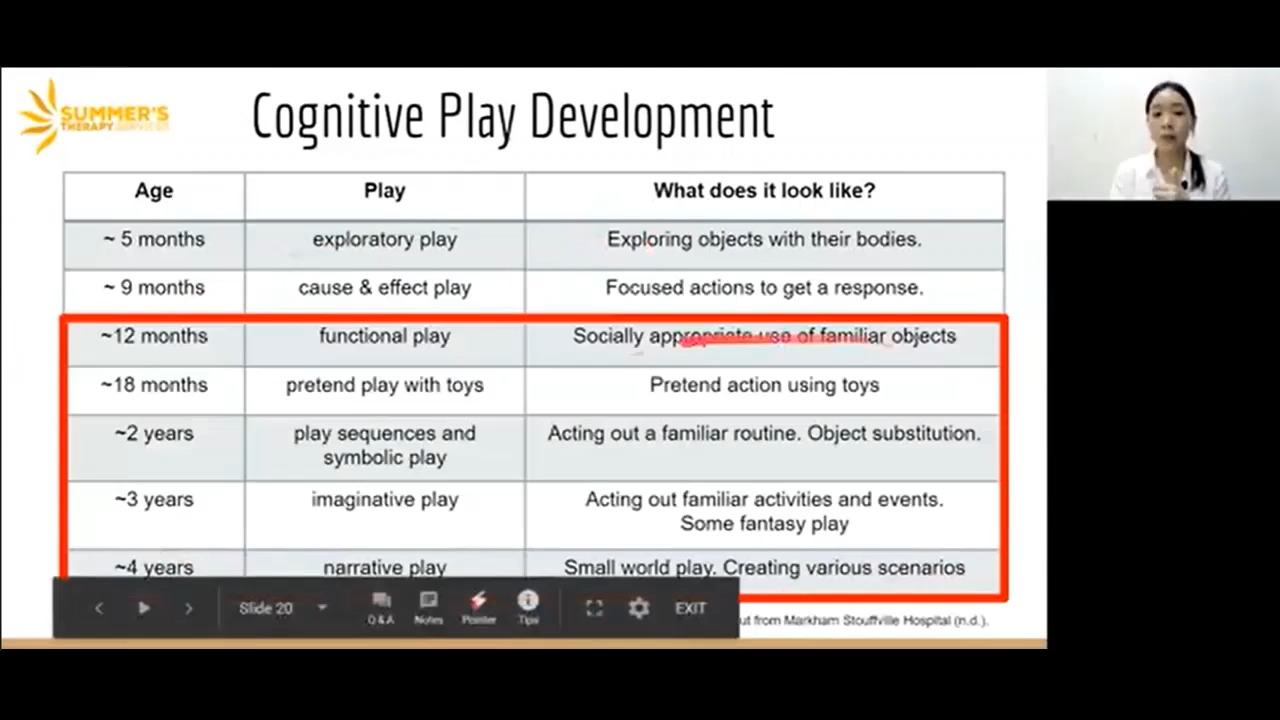 SUMMER'S
THERAPY SERVICES
Cognitive Play Development
Age Play What does it look like?
~ 5 months exploratory play Exploring objects with their bodies.
~ 9 months cause & effect play Focused actions to get a response.
~12 months functional play Socially appropriate use of familiar objects
~18 months pretend play with toys Pretend action using toys
~2 years play sequences and symbolic play Acting out a familiar routine. Object substitution.
~3 years imaginative play Acting out familiar activities and events.
Some fantasy play
~4 years narrative play Small world play. Creating various scenarios
Slide 20 Q&A Notes Pointer Tips EXIT
from Markham Stouffville Hospital (n.d.).